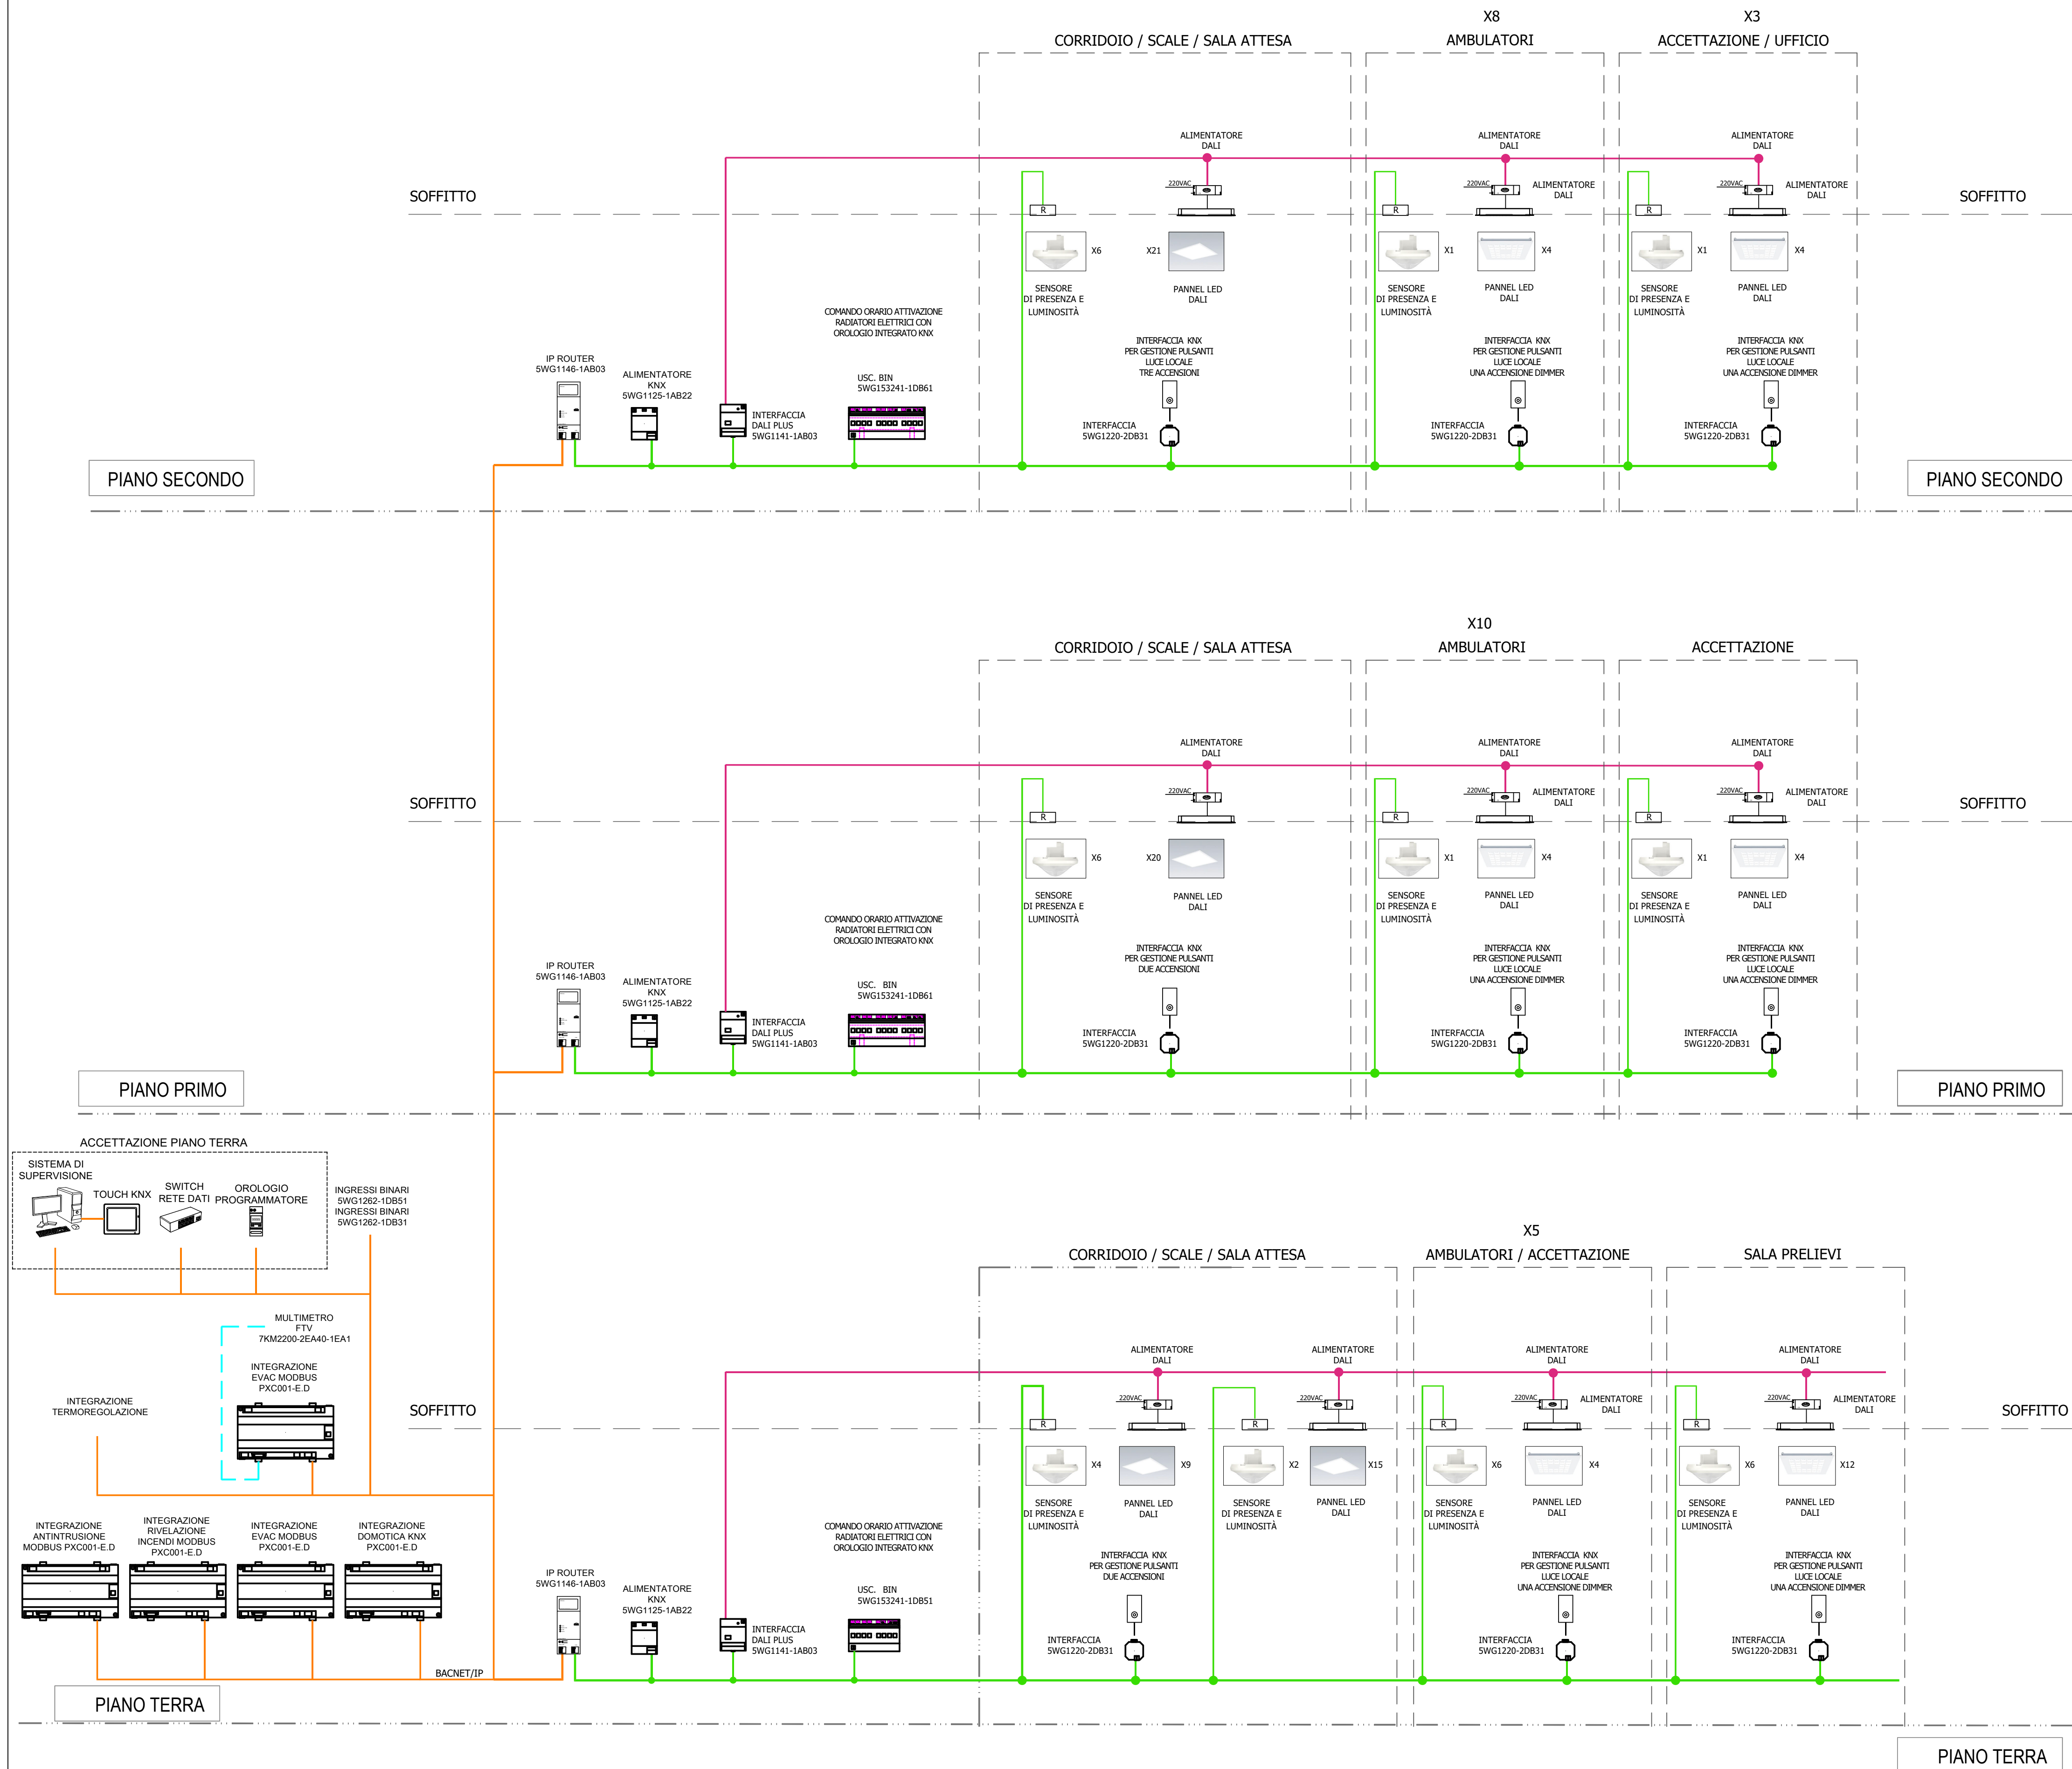 X8
X3
CORRIDOIO / SCALE / SALA ATTESA
AMBULATORI
ACCETTAZIONE / UFFICIO
ALIMENTATORE
DALI
ALIMENTATORE
DALI
ALIMENTATORE
DALI
SOFFITTO
220VAC
220VAC
ALIMENTATORE
DALI
220VAC
ALIMENTATORE
DALI
SOFFITTO
R
R
R
X6
X21
X1
X4
X1
X4
SENSORE
DI PRESENZA E
LUMINOSITÀ
PANNEL LED
DALI
SENSORE
DI PRESENZA E
LUMINOSITÀ
PANNEL LED
DALI
SENSORE
DI PRESENZA E
LUMINOSITÀ
PANNEL LED
DALI
COMANDO ORARIO ATTIVAZIONE
RADIATORI ELETTRICI CON
OROLOGIO INTEGRATO KNX
INTERFACCIA KNX
PER GESTIONE PULSANTI
LUCE LOCALE
TRE ACCENSIONI
INTERFACCIA KNX
PER GESTIONE PULSANTI
LUCE LOCALE
UNA ACCENSIONE DIMMER
INTERFACCIA KNX
PER GESTIONE PULSANTI
LUCE LOCALE
UNA ACCENSIONE DIMMER
IP ROUTER
5WG1146-1AB03
ALIMENTATORE
KNX
5WG1125-1AB22
INTERFACCIA
DALI PLUS
5WG1141-1AB03
USC. BIN
5WG153241-1DB61
INTERFACCIA
5WG1220-2DB31
INTERFACCIA
5WG1220-2DB31
INTERFACCIA
5WG1220-2DB31
PIANO SECONDO
PIANO SECONDO
X10
CORRIDOIO / SCALE / SALA ATTESA
AMBULATORI
ACCETTAZIONE
ALIMENTATORE
DALI
ALIMENTATORE
DALI
ALIMENTATORE
DALI
SOFFITTO
220VAC
220VAC
ALIMENTATORE
DALI
220VAC
ALIMENTATORE
DALI
SOFFITTO
R
R
R
X6
X20
X1
X4
X1
X4
SENSORE
DI PRESENZA E
LUMINOSITÀ
PANNEL LED
DALI
SENSORE
DI PRESENZA E
LUMINOSITÀ
PANNEL LED
DALI
SENSORE
DI PRESENZA E
LUMINOSITÀ
PANNEL LED
DALI
COMANDO ORARIO ATTIVAZIONE
RADIATORI ELETTRICI CON
OROLOGIO INTEGRATO KNX
INTERFACCIA KNX
PER GESTIONE PULSANTI
DUE ACCENSIONI
INTERFACCIA KNX
PER GESTIONE PULSANTI
LUCE LOCALE
UNA ACCENSIONE DIMMER
INTERFACCIA KNX
PER GESTIONE PULSANTI
LUCE LOCALE
UNA ACCENSIONE DIMMER
IP ROUTER
5WG1146-1AB03
ALIMENTATORE
KNX
5WG1125-1AB22
INTERFACCIA
DALI PLUS
5WG1141-1AB03
USC. BIN
5WG153241-1DB61
INTERFACCIA
5WG1220-2DB31
INTERFACCIA
5WG1220-2DB31
INTERFACCIA
5WG1220-2DB31
PIANO PRIMO
PIANO PRIMO
ACCETTAZIONE PIANO TERRA
SISTEMA DI
SUPERVISIONE
TOUCH KNX
SWITCH
RETE DATI
OROLOGIO
PROGRAMMATORE
INGRESSI BINARI
5WG1262-1DB51
INGRESSI BINARI
5WG1262-1DB31
MULTIMETRO
FTV
7KM2200-2EA40-1EA1
INTEGRAZIONE
EVAC MODBUS
PXC001-E.D
INTEGRAZIONE
TERMOREGOLAZIONE
INTEGRAZIONE
ANTINTRUSIONE
MODBUS PXC001-E.D
INTEGRAZIONE
RIVELAZIONE
INCENDI MODBUS
PXC001-E.D
INTEGRAZIONE
EVAC MODBUS
PXC001-E.D
INTEGRAZIONE
DOMOTICA KNX
PXC001-E.D
BACNET/IP
X5
CORRIDOIO / SCALE / SALA ATTESA
AMBULATORI / ACCETTAZIONE
SALA PRELIEVI
ALIMENTATORE
DALI
ALIMENTATORE
DALI
ALIMENTATORE
DALI
ALIMENTATORE
DALI
SOFFITTO
220VAC
220VAC
220VAC
ALIMENTATORE
DALI
220VAC
ALIMENTATORE
DALI
SOFFITTO
R
R
R
R
X4
X9
X2
X15
X6
X4
X6
X12
SENSORE
DI PRESENZA E
LUMINOSITÀ
PANNEL LED
DALI
SENSORE
DI PRESENZA E
LUMINOSITÀ
PANNEL LED
DALI
SENSORE
DI PRESENZA E
LUMINOSITÀ
PANNEL LED
DALI
SENSORE
DI PRESENZA E
LUMINOSITÀ
PANNEL LED
DALI
COMANDO ORARIO ATTIVAZIONE
RADIATORI ELETTRICI CON
OROLOGIO INTEGRATO KNX
INTERFACCIA KNX
PER GESTIONE PULSANTI
DUE ACCENSIONI
INTERFACCIA KNX
PER GESTIONE PULSANTI
LUCE LOCALE
UNA ACCENSIONE DIMMER
INTERFACCIA KNX
PER GESTIONE PULSANTI
LUCE LOCALE
UNA ACCENSIONE DIMMER
IP ROUTER
5WG1146-1AB03
ALIMENTATORE
KNX
5WG1125-1AB22
INTERFACCIA
DALI PLUS
5WG1141-1AB03
USC. BIN
5WG153241-1DB51
INTERFACCIA
5WG1220-2DB31
INTERFACCIA
5WG1220-2DB31
INTERFACCIA
5WG1220-2DB31
PIANO TERRA
PIANO TERRA